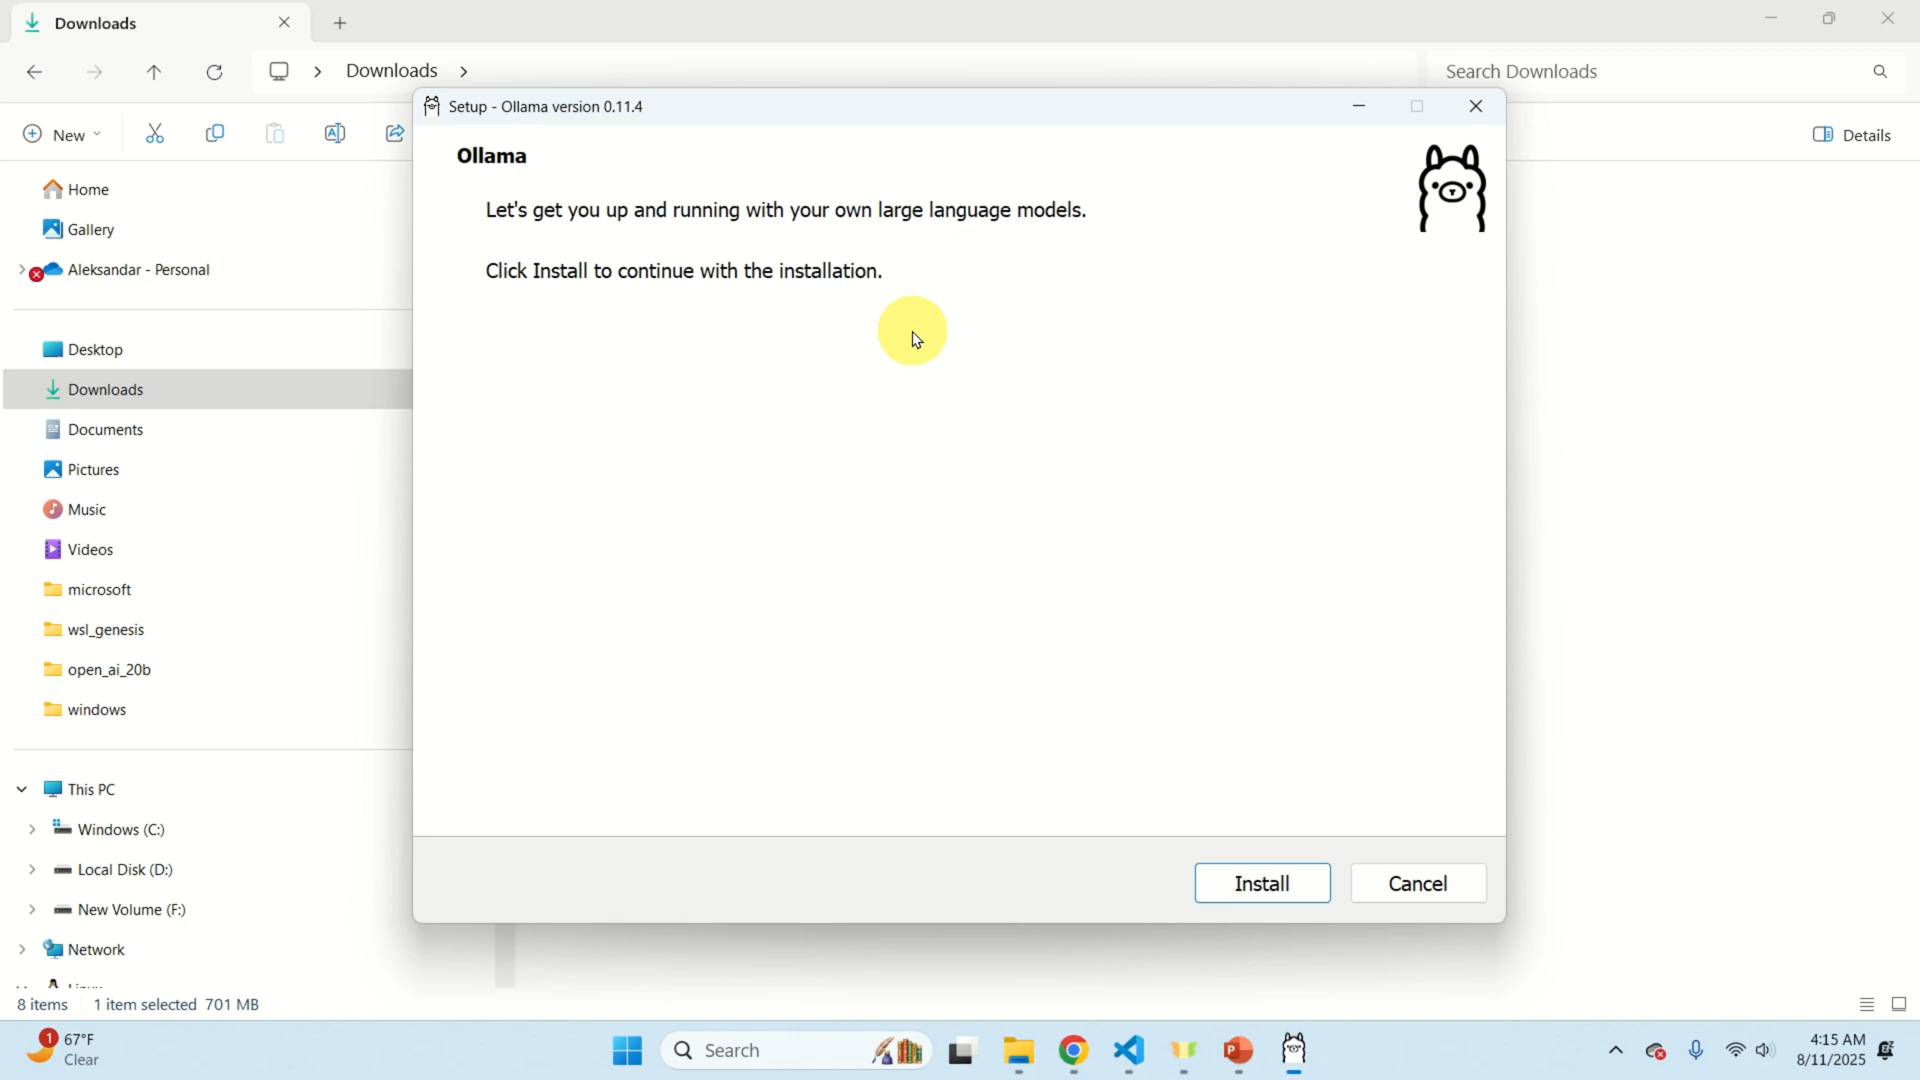 Downloads
Downloads
Search Downloads
New
Details
Setup - Ollama version 0.11.4
Ollama
Let's get you up and running with your own large language models.
Click Install to continue with the installation.
Install
Cancel
Home
Gallery
Aleksandar - Personal
Desktop
Downloads
Documents
Pictures
Music
Videos
microsoft
wsl_genesis
open_ai_20b
windows
This PC
Windows (C:)
Local Disk (D:)
New Volume (F:)
Network
8 items 1 item selected 701 MB
1
67°F
Clear
Search
4:15 AM
8/11/2025